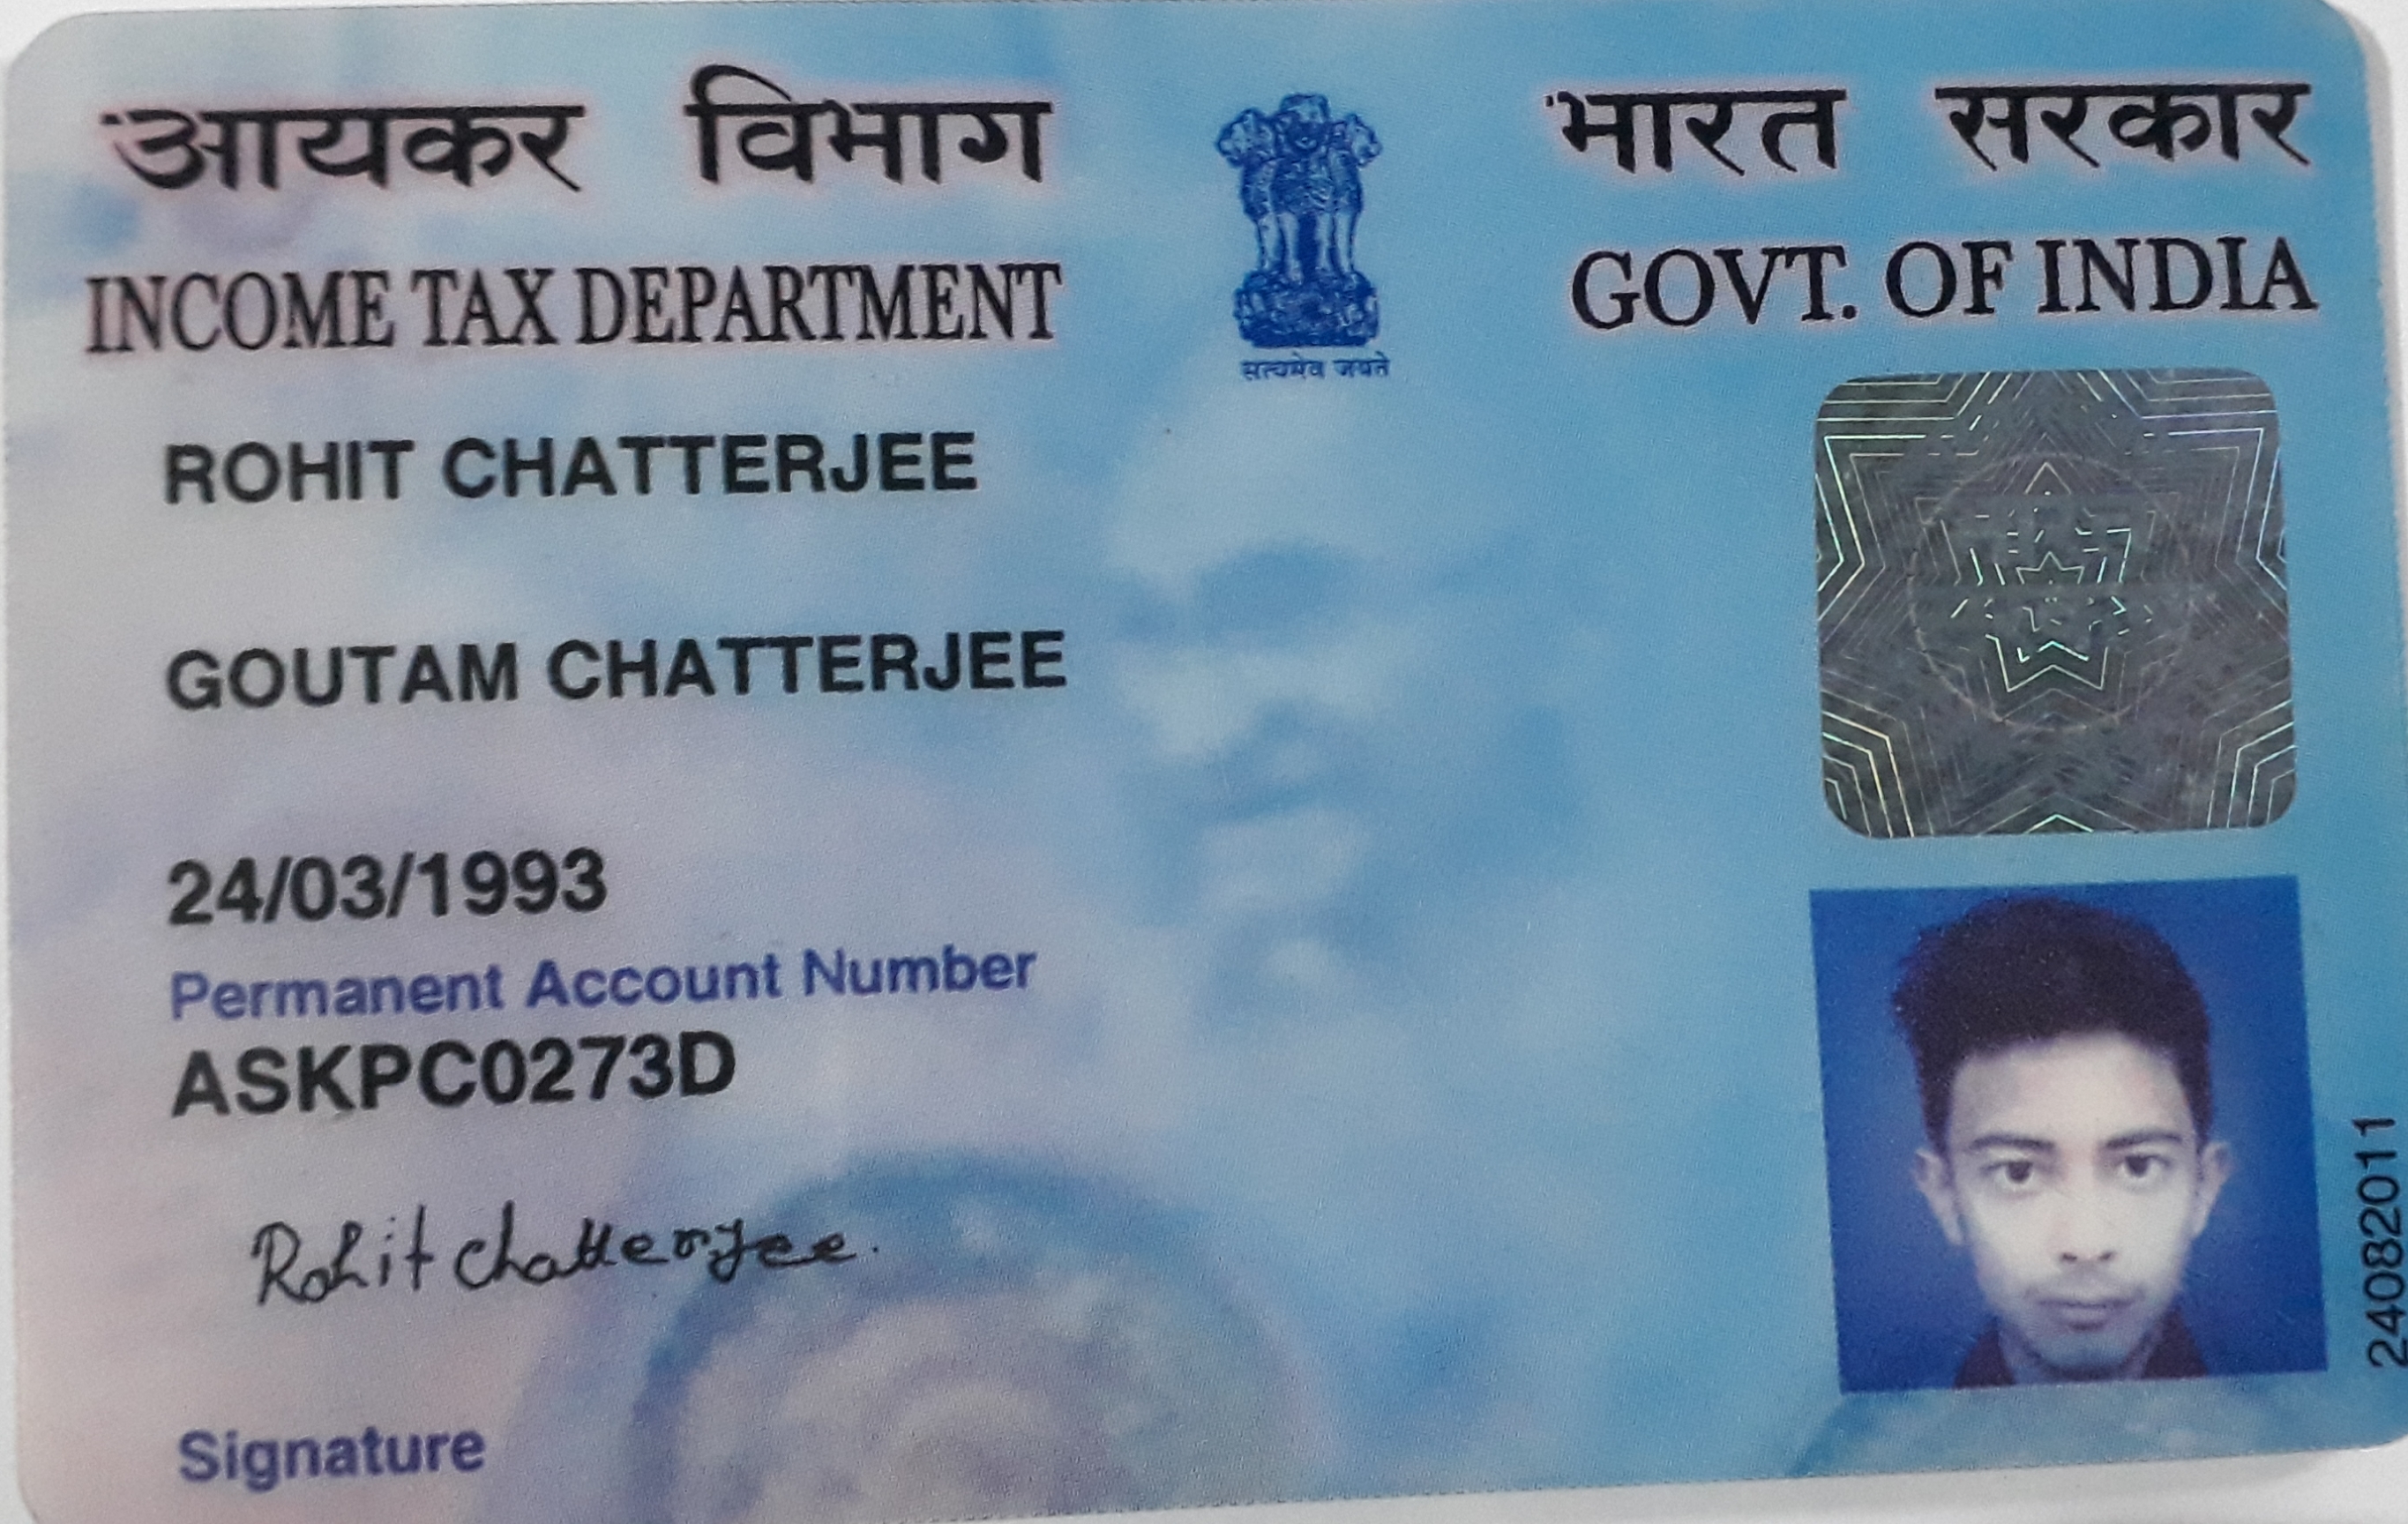 आयकर विभाग
INCOME TAX DEPARTMENT
सत्यमेव जयते
भारत सरकार
GOVT. OF INDIA
ROHIT CHATTERJEE
GOUTAM CHATTERJEE
24/03/1993
Permanent Account Number
ASKPC0273D
Rohit Chatterjee.
Signature
24082011